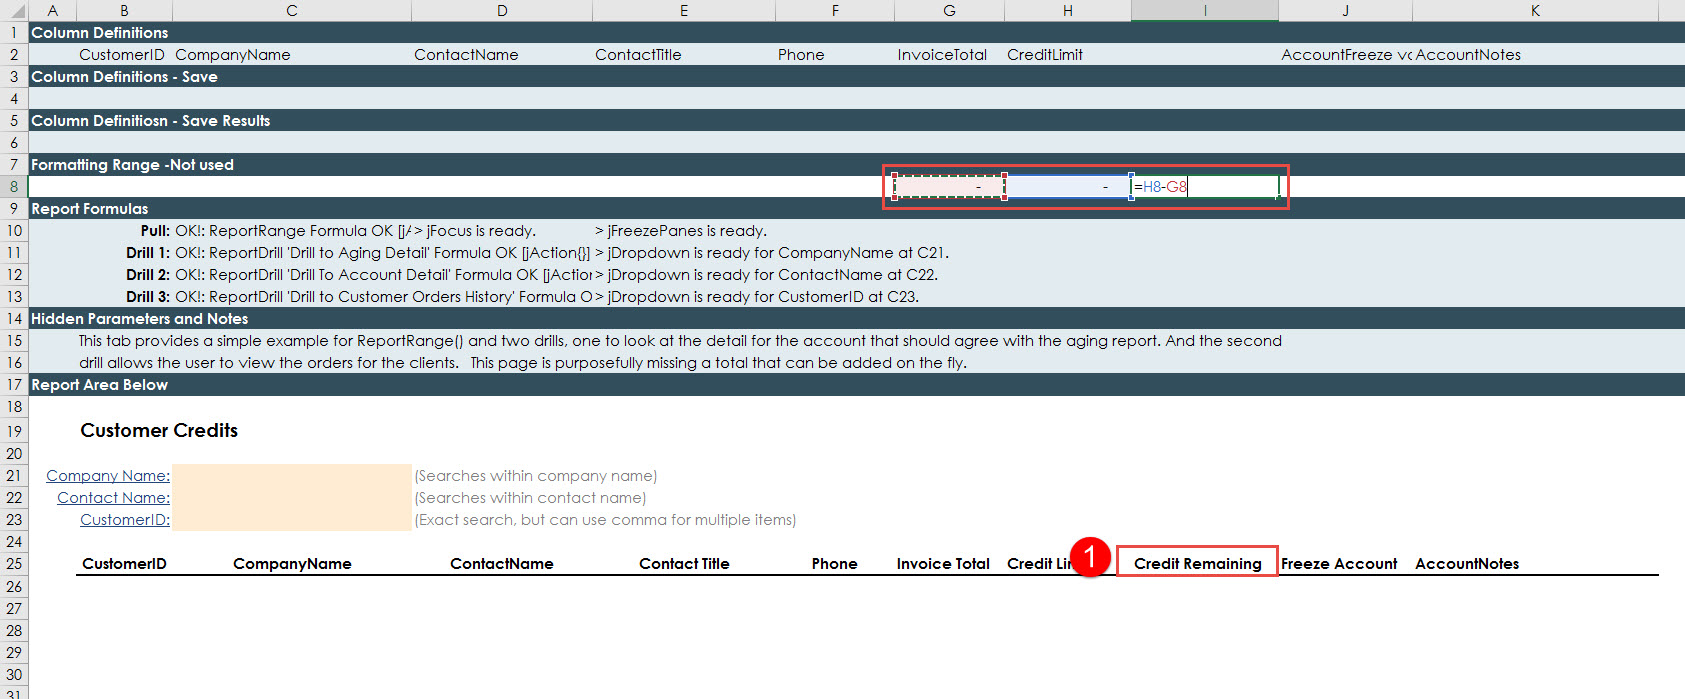 A B C D E F G H I J K
1 Column Definitions
2 CustomerID CompanyName ContactName ContactTitle Phone InvoiceTotal CreditLimit AccountFreeze vc AccountNotes
3 Column Definitions - Save
4
5 Column Definitiosn - Save Results
6
7 Formatting Range -Not used
8 - - =H8-G8
9 Report Formulas
10 Pull: OK!: ReportRange Formula OK [j/ > jFocus is ready. > jFreezePanes is ready.
11 Drill 1: OK!: ReportDrill 'Drill to Aging Detail' Formula OK [jAction{}] > jDropdown is ready for CompanyName at C21.
12 Drill 2: OK!: ReportDrill 'Drill To Account Detail' Formula OK [jAction > jDropdown is ready for ContactName at C22.
13 Drill 3: OK!: ReportDrill 'Drill to Customer Orders History' Formula O > jDropdown is ready for CustomerID at C23.
14 Hidden Parameters and Notes
15 This tab provides a simple example for ReportRange() and two drills, one to look at the detail for the account that should agree with the aging report. And the second
16 drill allows the user to view the orders for the clients. This page is purposefully missing a total that can be added on the fly.
17 Report Area Below
18
19 Customer Credits
20
21 Company Name: (Searches within company name)
22 Contact Name: (Searches within contact name)
23 CustomerID: (Exact search, but can use comma for multiple items)
24
25 CustomerID CompanyName ContactName Contact Title Phone Invoice Total Credit Li 1 Credit Remaining Freeze Account AccountNotes
26
27
28
29
30
31